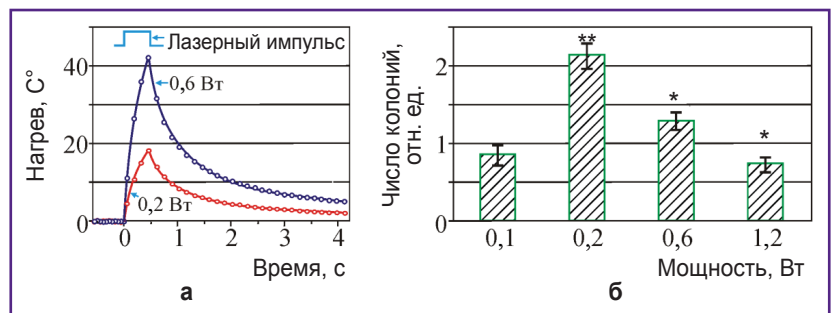 Лазерный импульс
40
20
0
Нагрев, С°
0,6 Вт
0,2 Вт
0 1 2 3 4
Время, с
а
Число колоний,
отн. ед.
2
1
0
**
*
*
0,1 0,2 0,6 1,2
Мощность, Вт
б